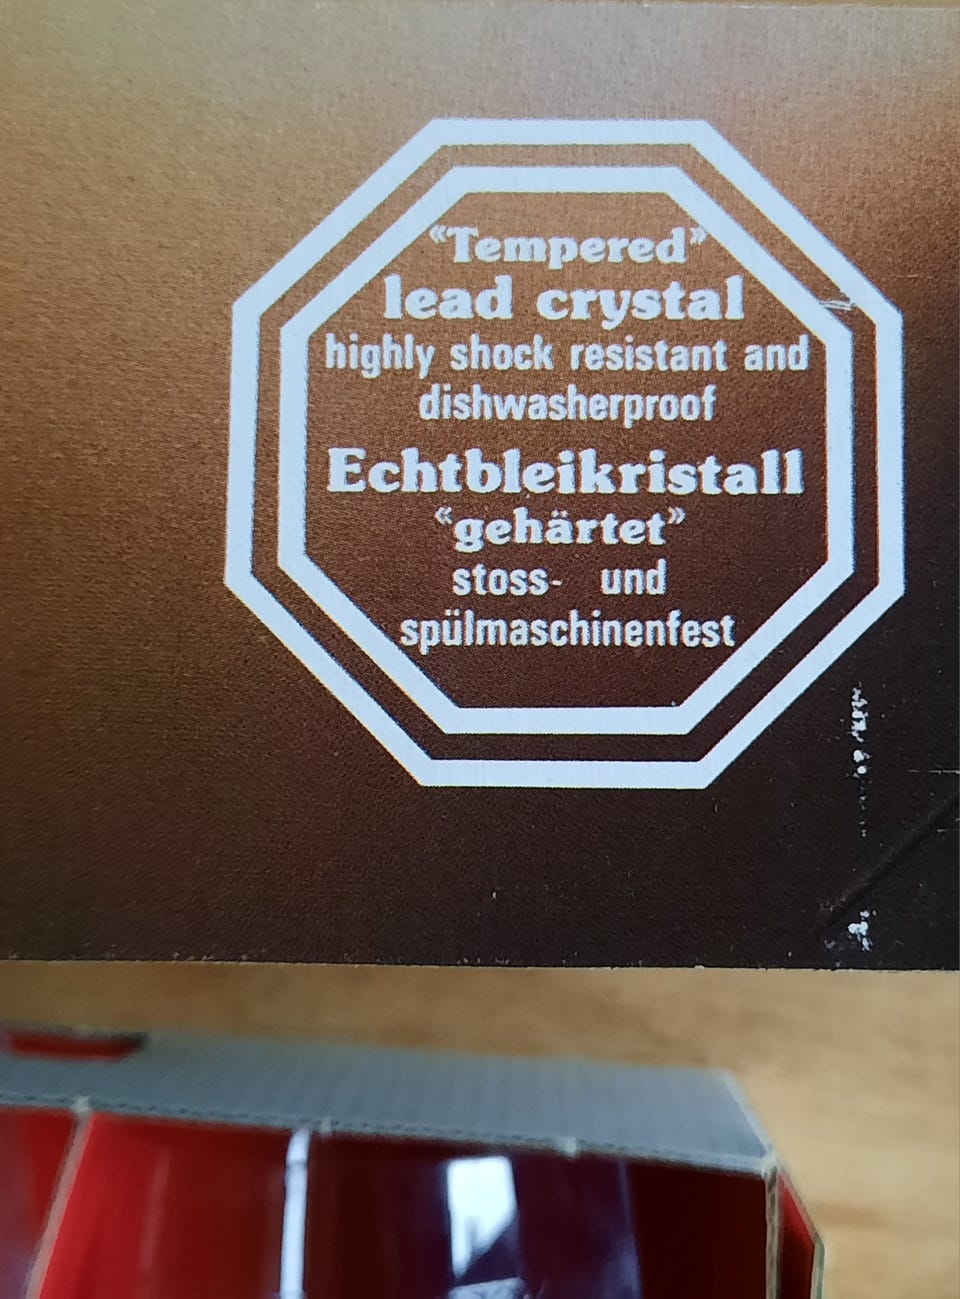 “Tempered”
lead crystal
highly shock resistant and
dishwasherproof
Echtbleikristall
“gehärtet”
stoss- und
spülmaschinenfest